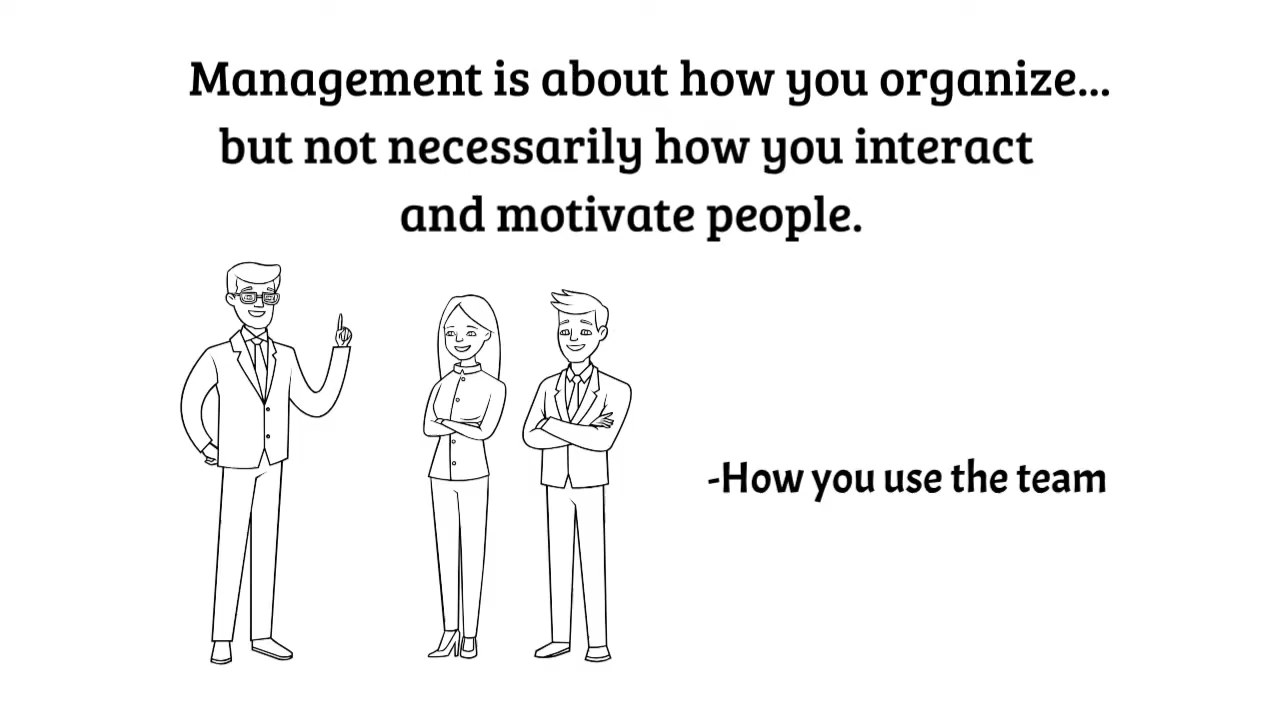 Management is about how you organize...
but not necessarily how you interact
and motivate people.
-How you use the team